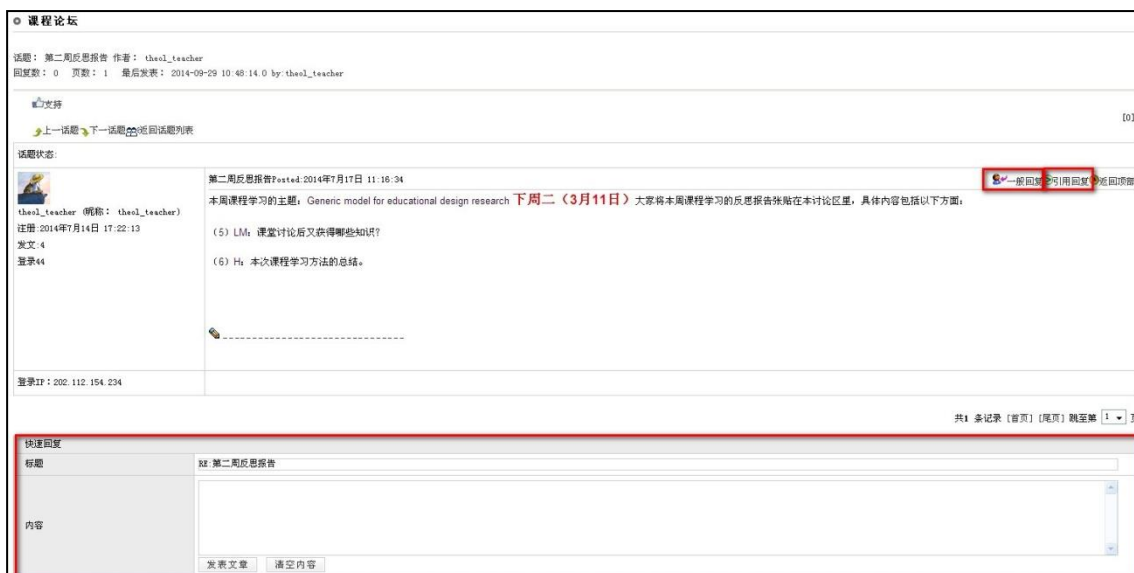 课程论坛
话题： 第二周反思报告 作者： theol_teacher
回复数： 0 页数： 1 最后发表： 2014-09-29 10:48:14.0 by:theol_teacher
支持
[0]
上一话题 下一话题 返回话题列表
话题状态:
第二周反思报告Posted:2014年7月17日 11:16:34
一般回复 引用回复 返回顶部
theol_teacher (昵称： theol_teacher)
注册:2014年7月14日 17:22:13
发文:4
登录44
本周课程学习的主题：Generic model for educational design research 下周二（3月11日）大家将本周课程学习的反思报告张贴在本讨论区里，具体内容包括以下方面：
（5）LM：课堂讨论后又获得哪些知识？
（6）H：本次课程学习方法的总结。
------------------------------
登录IP：202.112.154.234
共1 条记录 [首页] [尾页] 跳至第 1
快速回复
标题
RE:第二周反思报告
内容
发表文章 清空内容